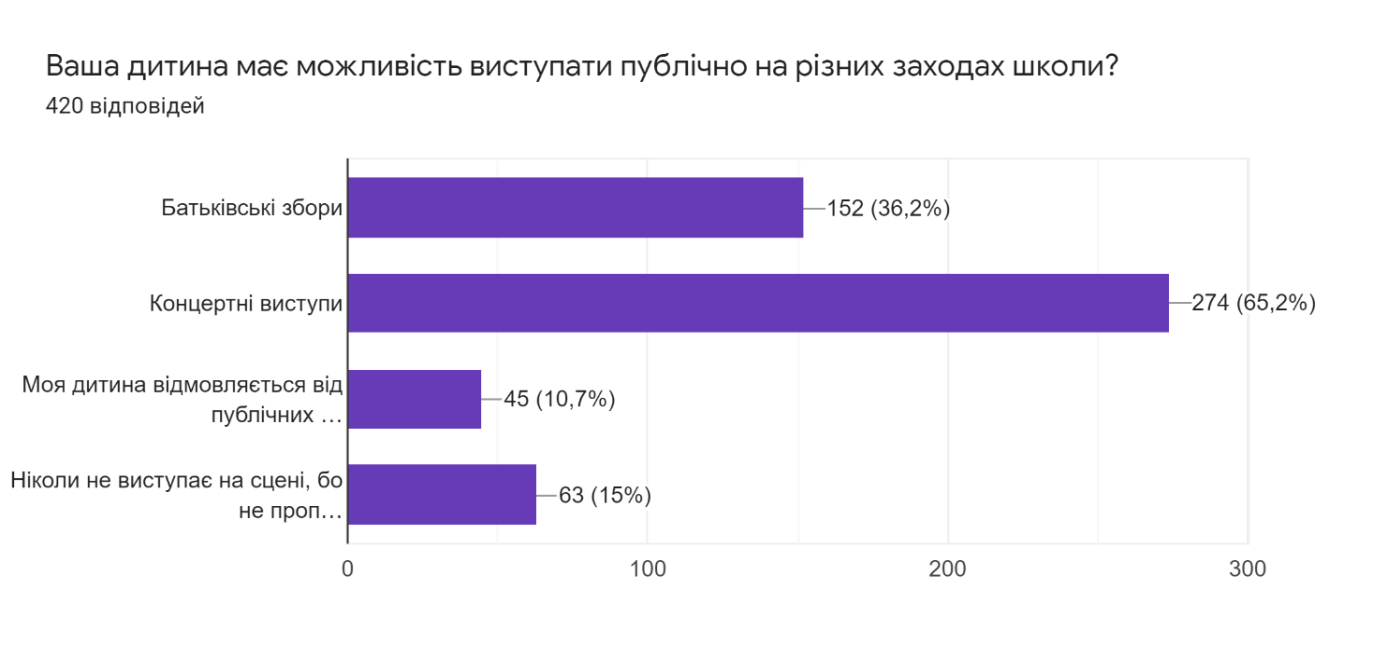 Ваша дитина має можливість виступати публічно на різних заходах школи?
420 відповідей
Батьківські збори
152 (36,2%)
Концертні виступи
274 (65,2%)
Моя дитина відмовляється від
публічних …
45 (10,7%)
Ніколи не виступає на сцені, бо
не проп…
63 (15%)
0
100
200
300